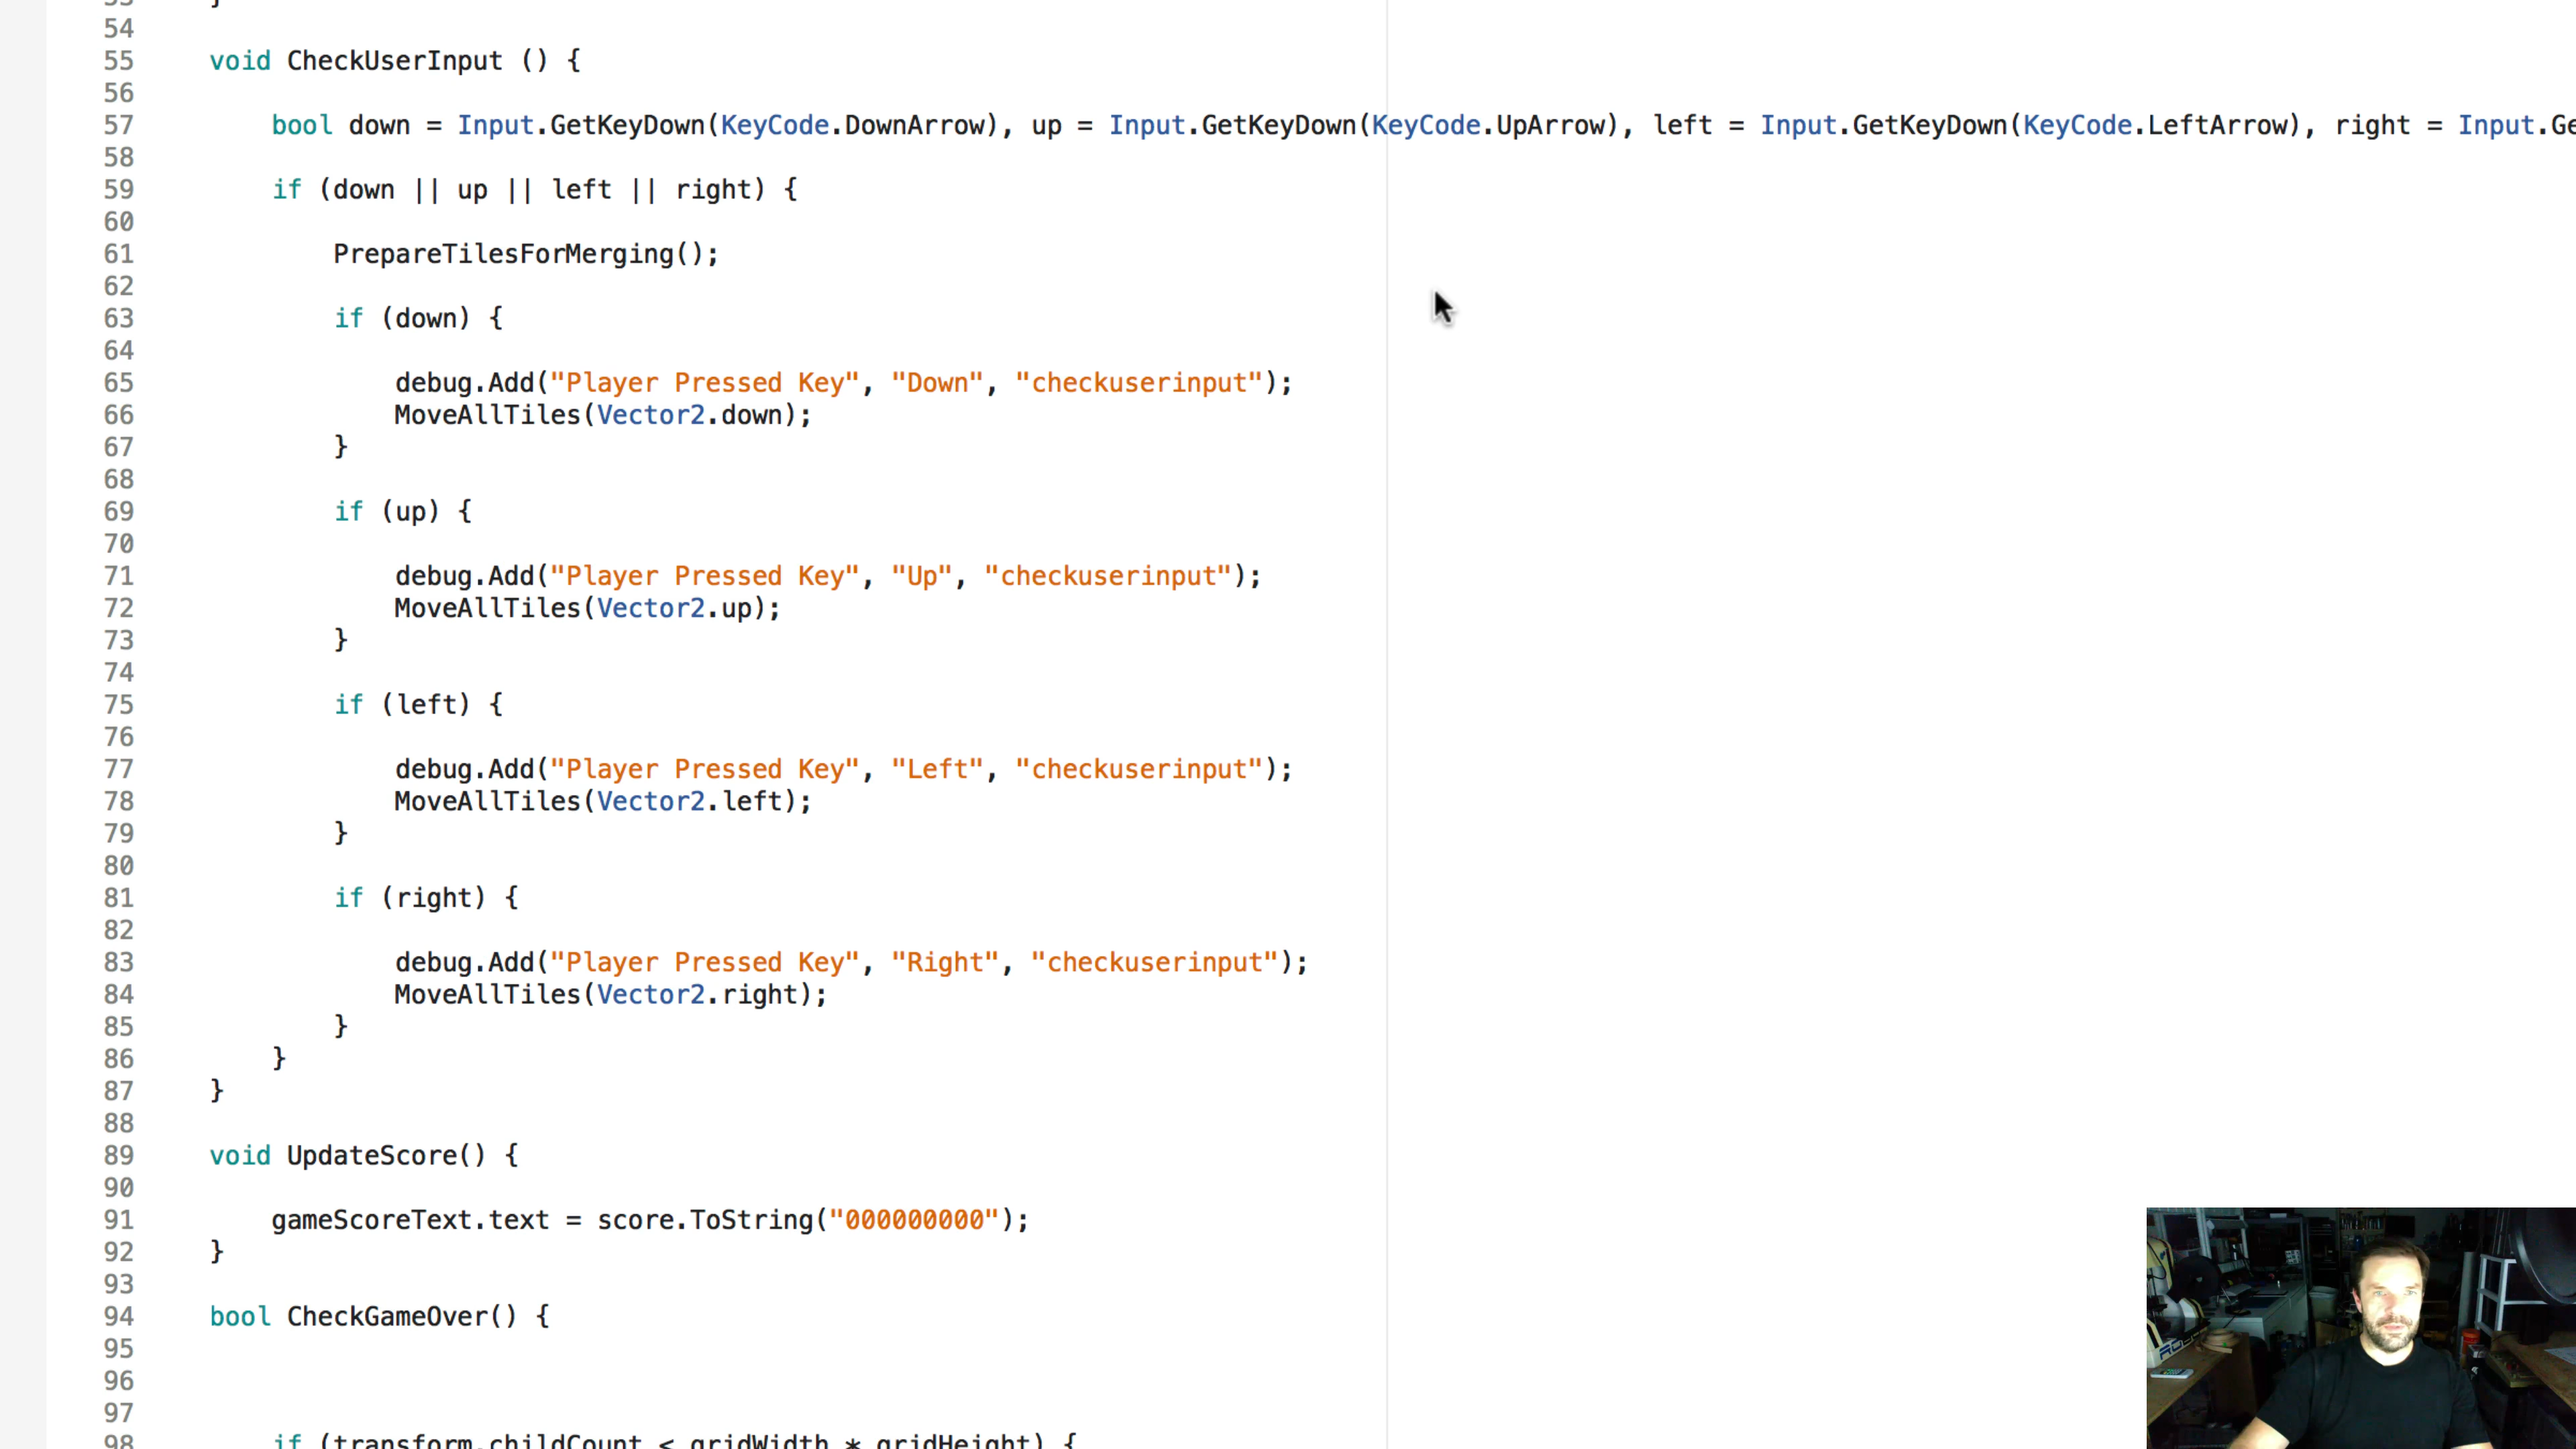 54
55 void CheckUserInput () {
56
57 bool down = Input.GetKeyDown(KeyCode.DownArrow), up = Input.GetKeyDown(KeyCode.UpArrow), left = Input.GetKeyDown(KeyCode.LeftArrow), right = Input.Ge
58
59 if (down || up || left || right) {
60
61 PrepareTilesForMerging();
62
63 if (down) {
64
65 debug.Add("Player Pressed Key", "Down", "checkuserinput");
66 MoveAllTiles(Vector2.down);
67 }
68
69 if (up) {
70
71 debug.Add("Player Pressed Key", "Up", "checkuserinput");
72 MoveAllTiles(Vector2.up);
73 }
74
75 if (left) {
76
77 debug.Add("Player Pressed Key", "Left", "checkuserinput");
78 MoveAllTiles(Vector2.left);
79 }
80
81 if (right) {
82
83 debug.Add("Player Pressed Key", "Right", "checkuserinput");
84 MoveAllTiles(Vector2.right);
85 }
86 }
87 }
88
89 void UpdateScore() {
90
91 gameScoreText.text = score.ToString("000000000");
92 }
93
94 bool CheckGameOver() {
95
96
97
98 if (transform.childCount < gridWidth * gridHeight) {